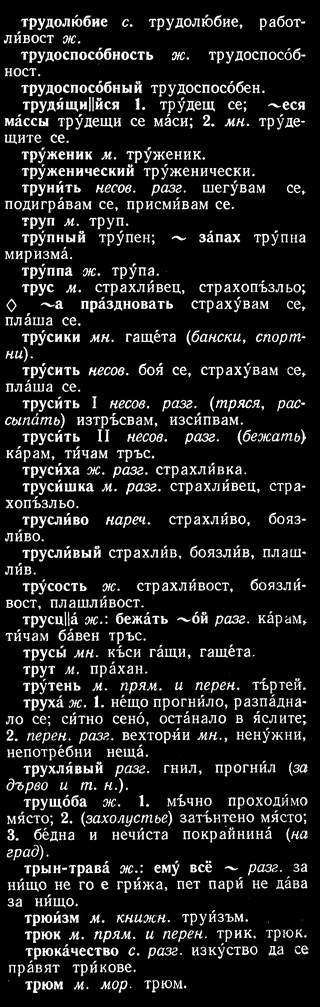 трудолю́бие с. трудолю́бие, работ-
ли́вост ж.
трудоспосо́бность ж. трудоспосо́б-
ност.
трудоспосо́бный трудоспосо́бен.
трудя́щи||йся 1. тру́дещ се; ~еся
ма́ссы тру́дещи се ма́си; 2. мн. тру́де-
щите се.
тру́женик м. тру́женик.
тру́женический тру́женически.
труни́ть несов. разг. шегу́вам се,
подигра́вам се, присми́вам се.
труп м. труп.
тру́пный тру́пен; ~ за́пах тру́пна
миризма́.
тру́ппа ж. тру́па.
трус м. страхли́вец, страхопъ́зльо;
◊ ~а пра́здновать страху́вам се,
пла́ша се.
тру́сики мн. гаще́та (бански, спорт-
ни).
тру́сить несов. боя́ се, страху́вам се,
пла́ша се.
труси́ть I несов. разг. (тряся, рас-
сыпа́ть) изтръ́свам, изси́пвам.
труси́ть II несов. разг. (бежать)
ка́рам, ти́чам тръс.
труси́ха ж. разг. страхли́вка.
труси́шка м. разг. страхли́вец, стра-
хопъ́зльо.
трусли́во нареч. страхли́во, бояз-
ли́во.
трусли́вый страхли́в, боязли́в, плаш-
ли́в.
тру́сость ж. страхли́вост, боязли́-
вост, плашли́вост.
трусц||а́ ж.: бежа́ть ~о́й разг. ка́рам,
ти́чам ба́вен тръс.
трусы́ мн. къ́си га́щи, гаще́та.
трут м. пра́хан.
тру́тень м. прям. и перен. тъ́ртей.
труха́ ж. 1. не́що прогни́ло, разпа́дна-
ло се; си́тно сено́, оста́нало в я́слите;
2. перен. разг. вехтори́и мн., нену́жни,
непотре́бни неща́.
трухля́вый разг. гнил, прогни́л (за
дърво и т. н.).
трущо́ба ж. 1. мъ́чно проходи́мо
мя́сто; 2. (захолустье) затъ́нтено мя́сто;
3. бе́дна и нечи́ста покрайнина́ (на
град).
трын-трава́ ж.: ему́ всё ~ разг. за
ни́що не го е гри́жа, пет пари́ не да́ва
за ни́що.
трюи́зм м. книжн. труи́зъм.
трюк м. прям. и перен. трик, трюк.
трюка́чество с. разг. изку́ство да се
пра́вят три́кове.
трюм м. мор. трюм.